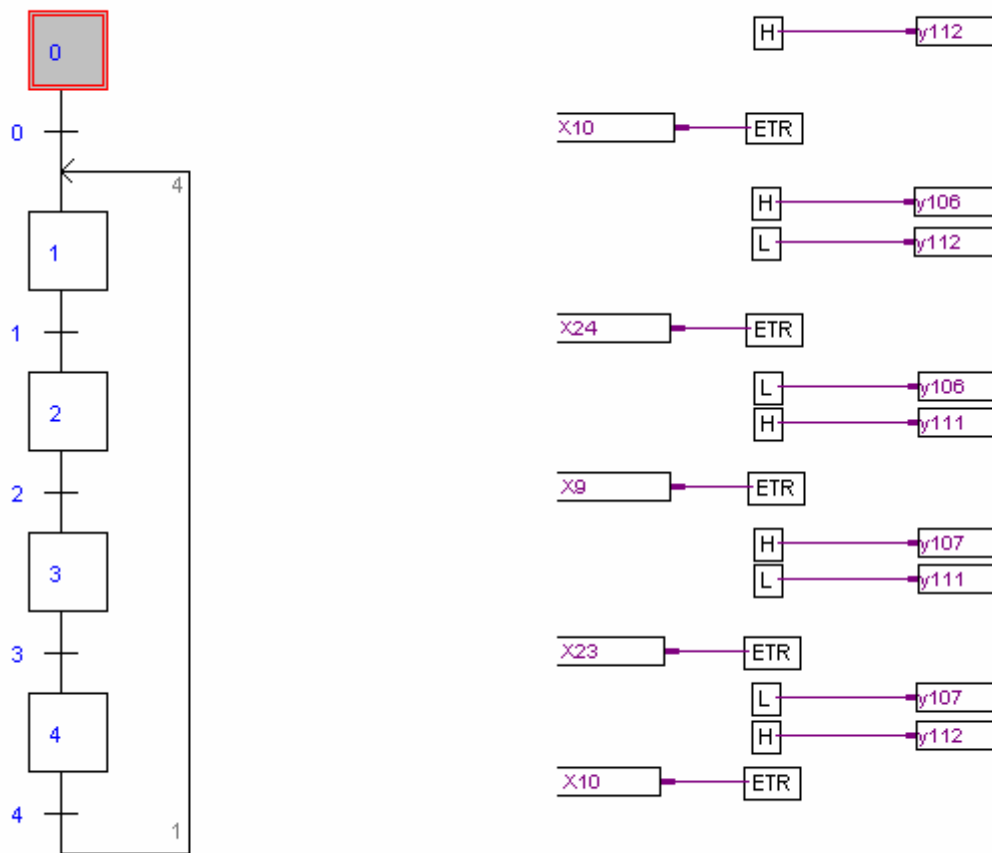 0 H y112
0 X10 ETR
4
H y106
1 L y112
1 X24 ETR
L y106
2 H y111
2 X9 ETR
H y107
3 L y111
3 X23 ETR
L y107
4 H y112
X10 ETR
4 1